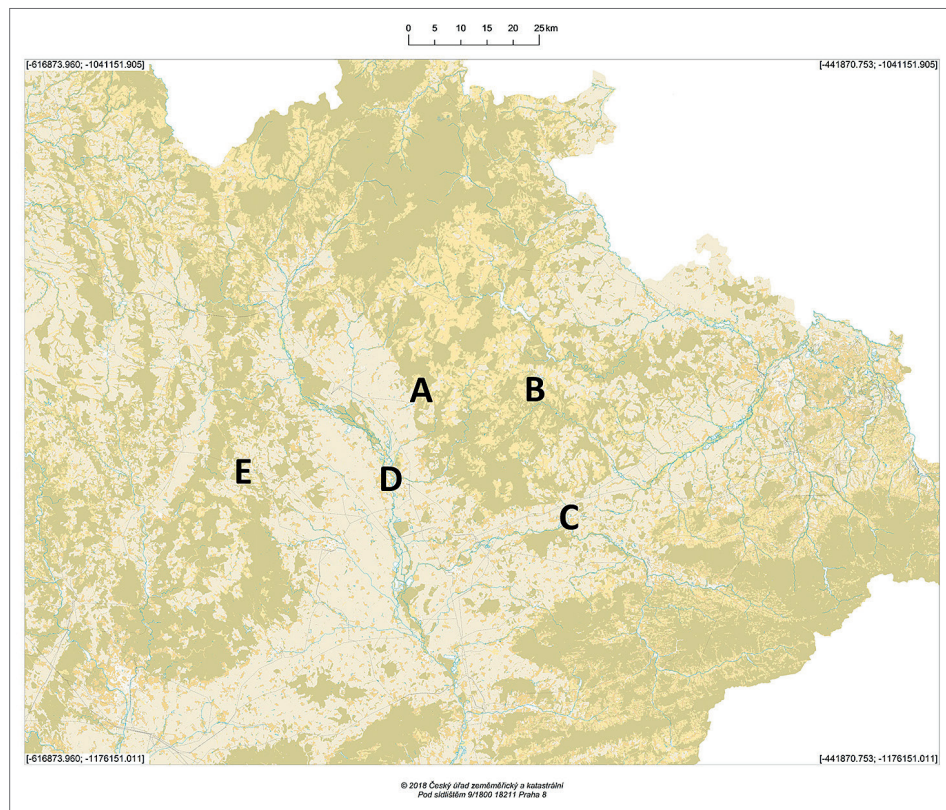 0 5 10 15 20 25 km
[-616873.960; -1041151.905] [-441870.753; -1041151.905]
A B
E D
C
[-616873.960; -1176151.011] [-441870.753; -1176151.011]
© 2018 Český úřad zeměměřický a katastrální
Pod sídlištěm 9/1800 18211 Praha 8